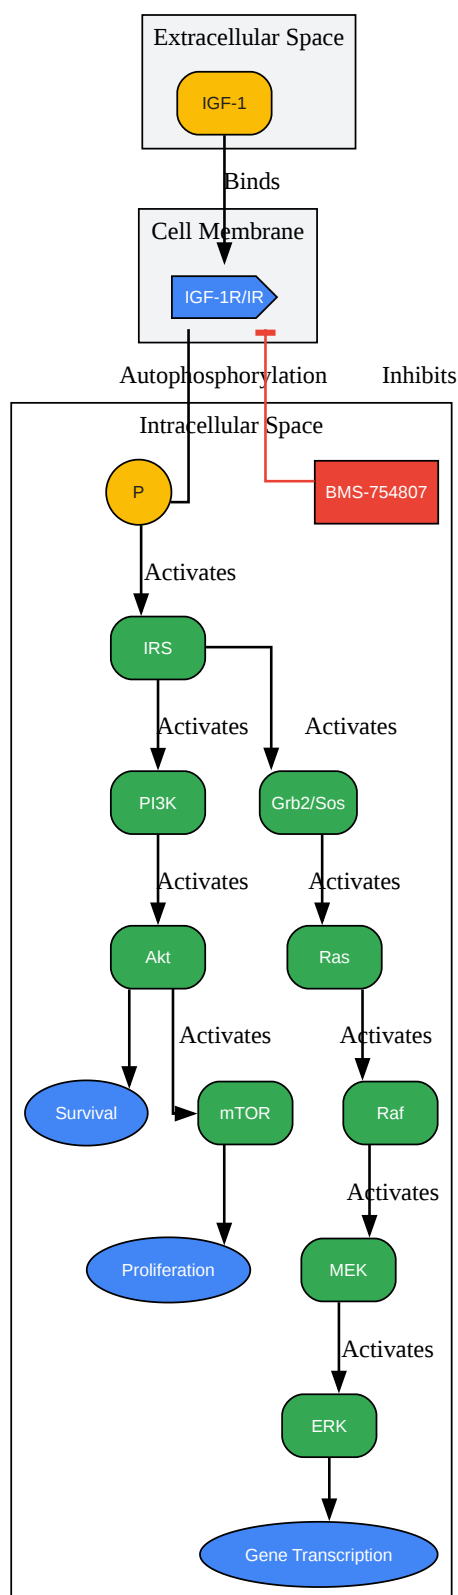 Extracellular Space
IGF-1
Binds
Cell Membrane
IGF-1R/IR
Autophosphorylation
Inhibits
Intracellular Space
P
BMS-754807
Activates
IRS
Activates
Activates
PI3K
Grb2/Sos
Activates
Activates
Akt
Ras
Activates
Activates
Survival
mTOR
Raf
Activates
Proliferation
MEK
Activates
ERK
Gene Transcription